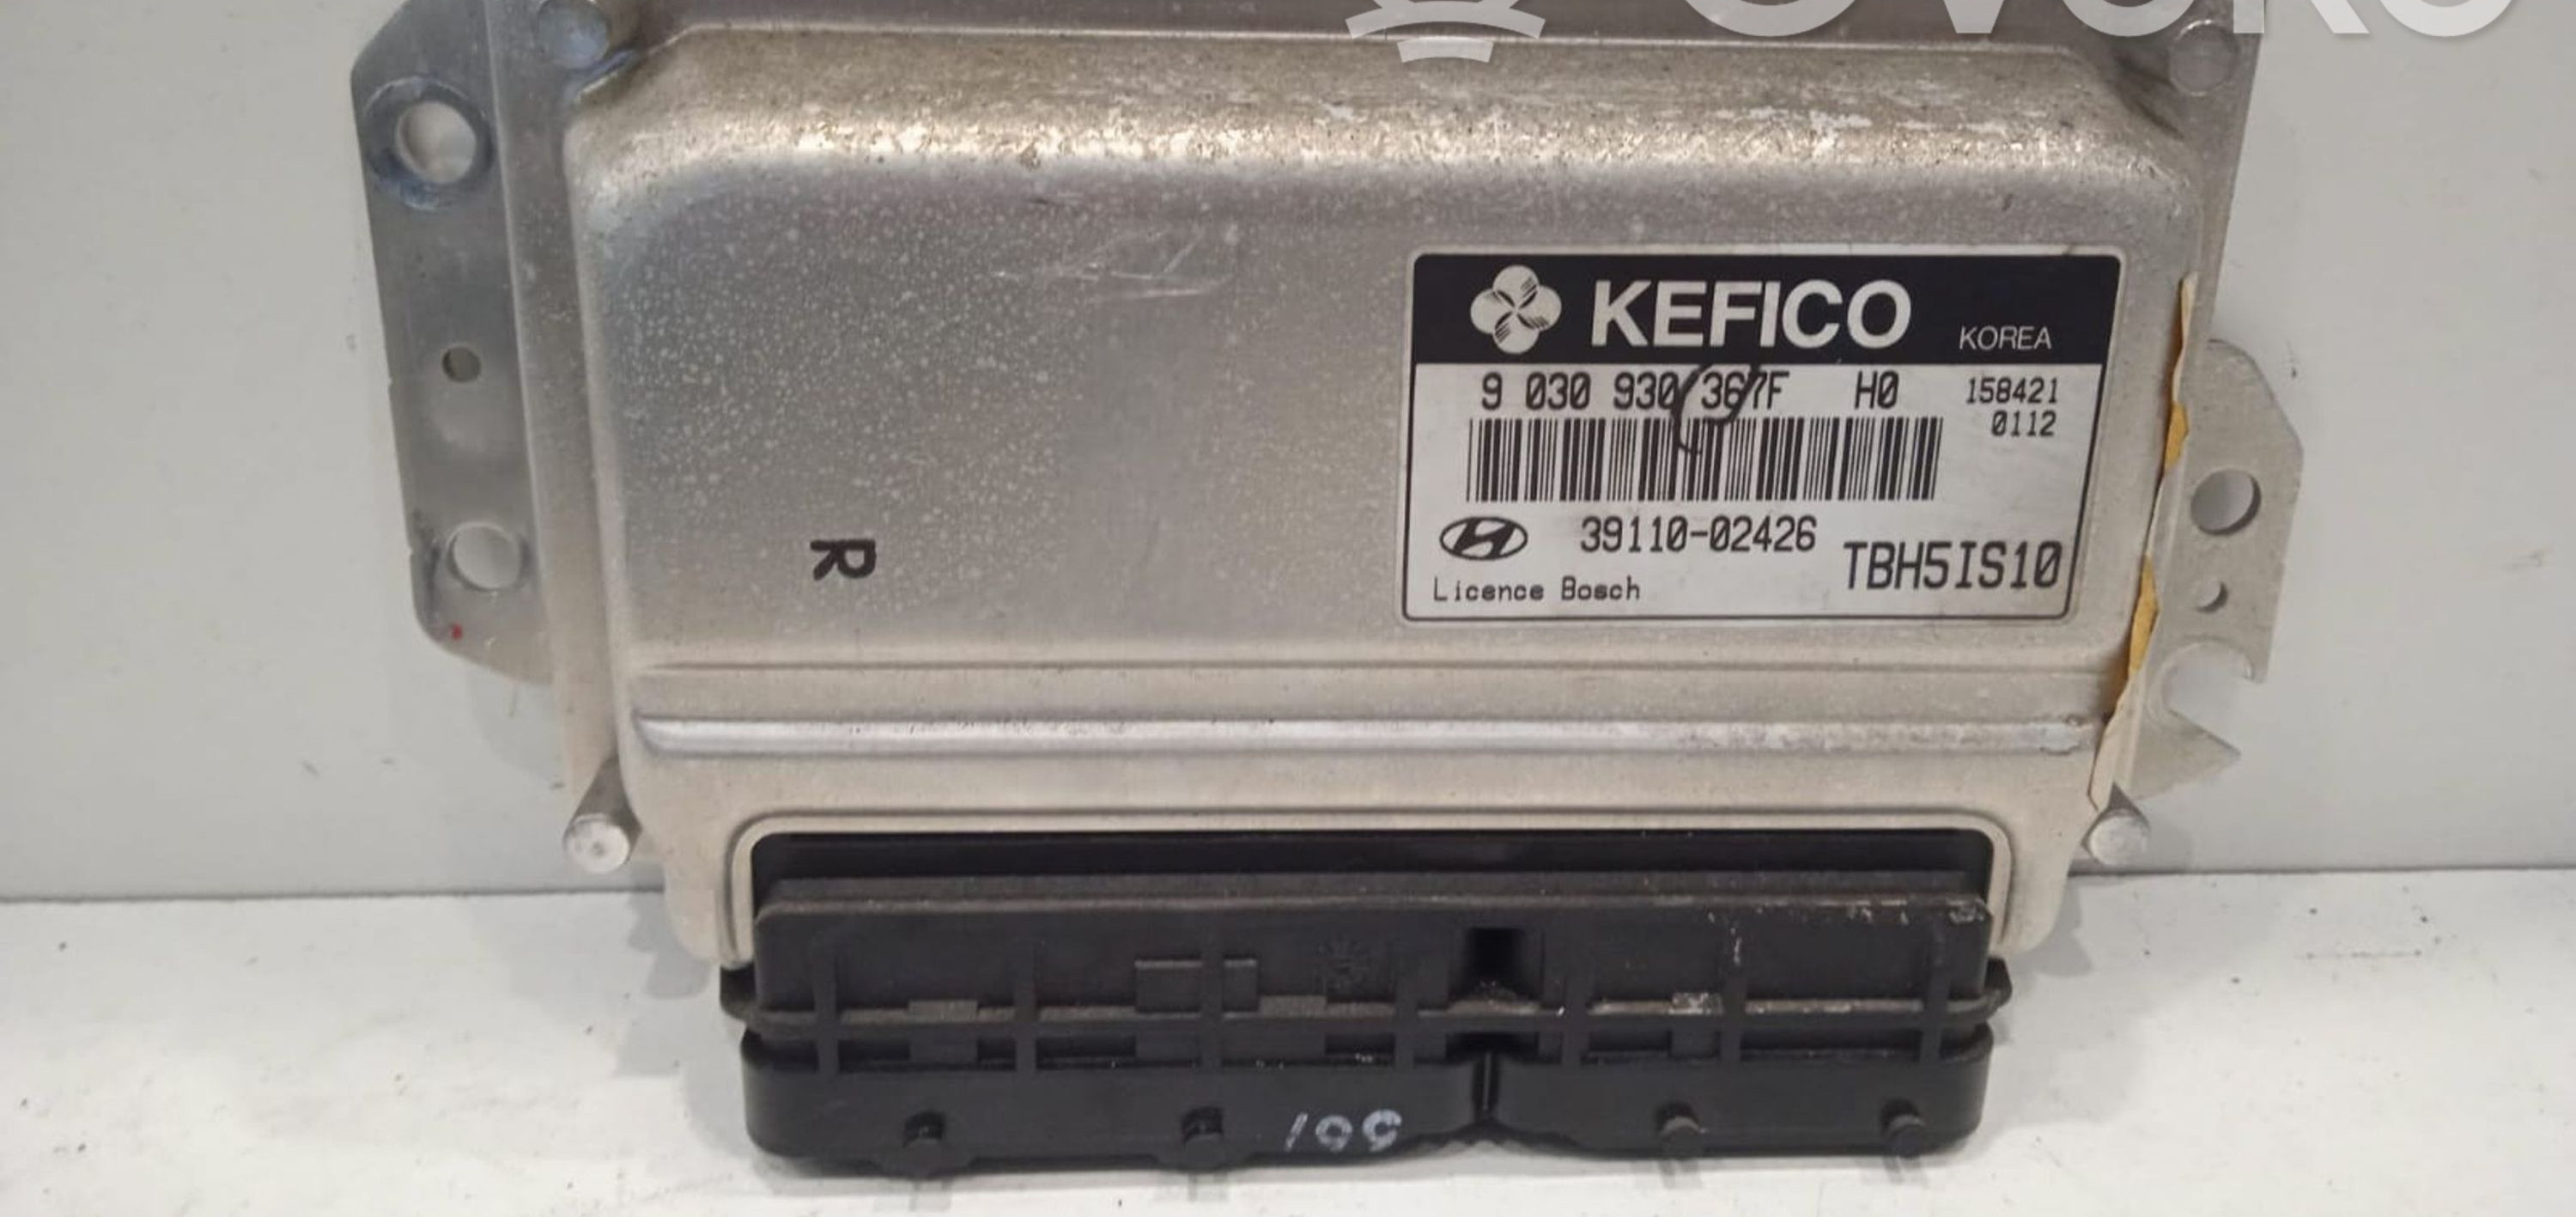 KEFICO KOREA
9 030 930 367F H0 158421
0112
39110-02426 TBH5IS10
Licence Bosch
R